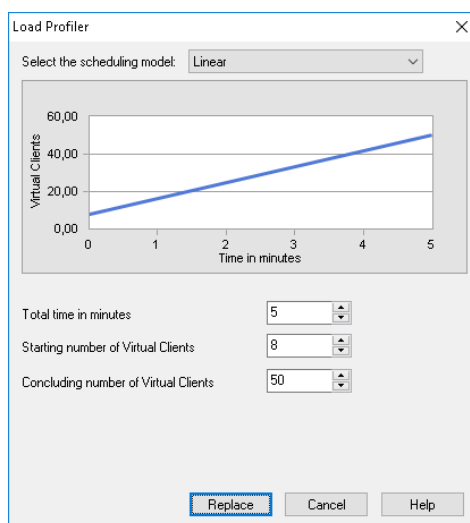 Load Profiler
Select the scheduling model: Linear
60,00
40,00
20,00
0,00
Virtual Clients
0 1 2 3 4 5
Time in minutes
Total time in minutes 5
Starting number of Virtual Clients 8
Concluding number of Virtual Clients 50
Replace Cancel Help